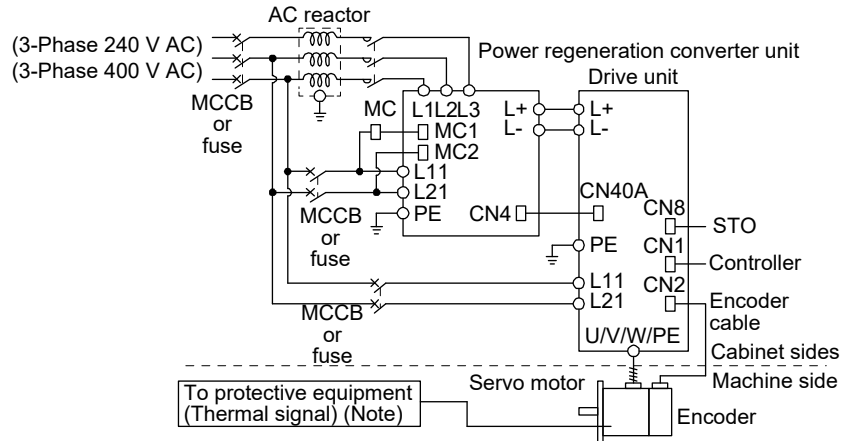 AC reactor
(3-Phase 240 V AC)
(3-Phase 400 V AC)
Power regeneration converter unit
Drive unit
MCCB
or
fuse
MC
L1 L2 L3
L+
L-
L+
L-
MC1
MC2
L11
L21
PE
CN4
CN40A
CN8
STO
MCCB
or
fuse
PE
CN1
Controller
L11
L21
CN2
Encoder
cable
MCCB
or
fuse
U/V/W/PE
Cabinet sides
Machine side
To protective equipment
(Thermal signal) (Note)
Servo motor
Encoder